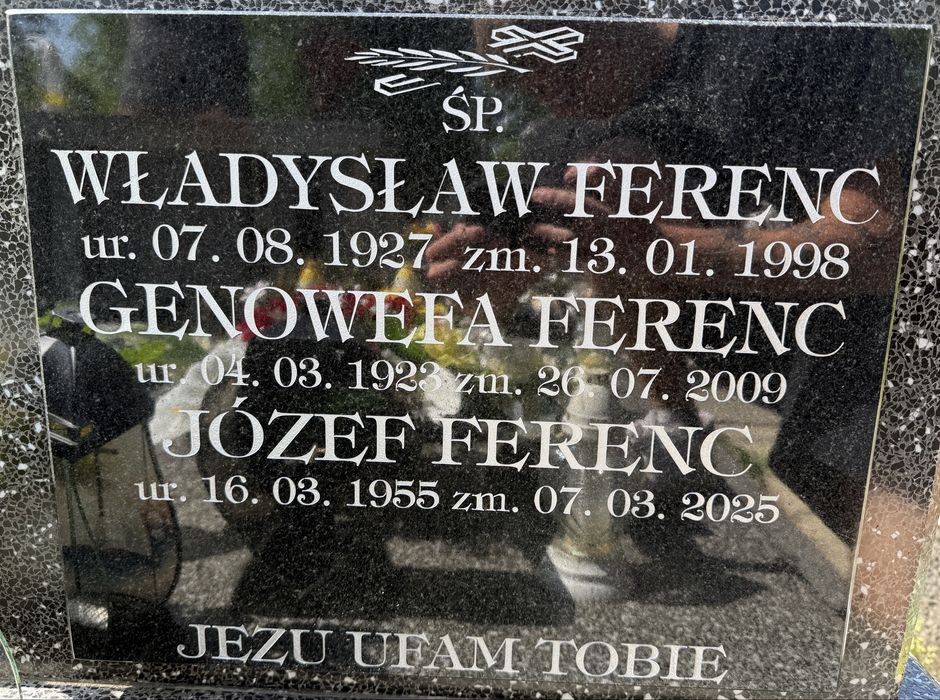 ŚP.
WŁADYSŁAW FERENC
ur. 07. 08. 1927 zm. 13. 01. 1998
GENOWEFA FERENC
ur. 04. 03. 1923 zm. 26. 07. 2009
JÓZEF FERENC
ur. 16. 03. 1955 zm. 07. 03. 2025
JEZU UFAM TOBIE